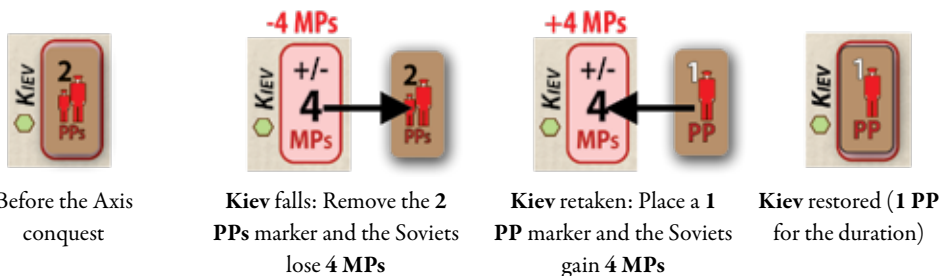 -4 MPs
+4 MPs
KIEV
2
PPs
KIEV
+/-
4
MPs
2
PPs
KIEV
+/-
4
MPs
1
PP
KIEV
1
PP
Before the Axis
conquest
Kiev falls: Remove the 2
PPs marker and the Soviets
lose 4 MPs
Kiev retaken: Place a 1
PP marker and the Soviets
gain 4 MPs
Kiev restored (1 PP
for the duration)